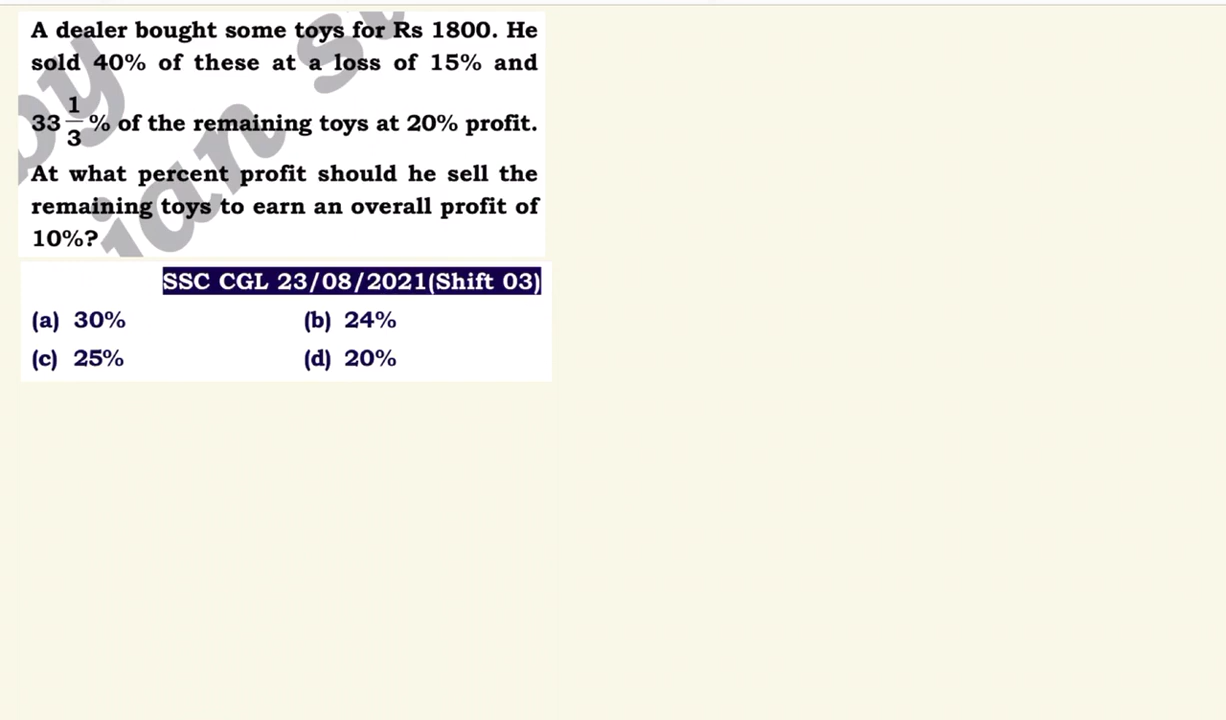 A dealer bought some toys for Rs 1800. He
sold 40% of these at a loss of 15% and
33 1/3 % of the remaining toys at 20% profit.
At what percent profit should he sell the
remaining toys to earn an overall profit of
10%?
SSC CGL 23/08/2021(Shift 03)
(a) 30% (b) 24%
(c) 25% (d) 20%